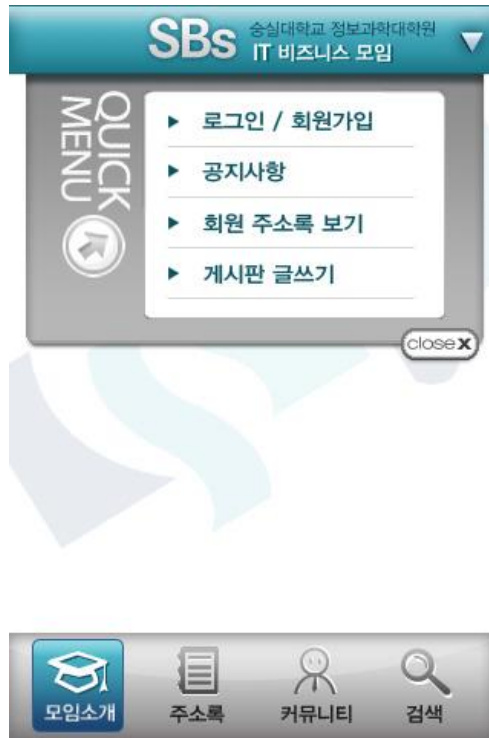 SBs 숭실대학교 정보과학대학원
IT 비즈니스 모임
QUICK
MENU
로그인 / 회원가입
공지사항
회원 주소록 보기
게시판 글쓰기
close X
모임소개 주소록 커뮤니티 검색